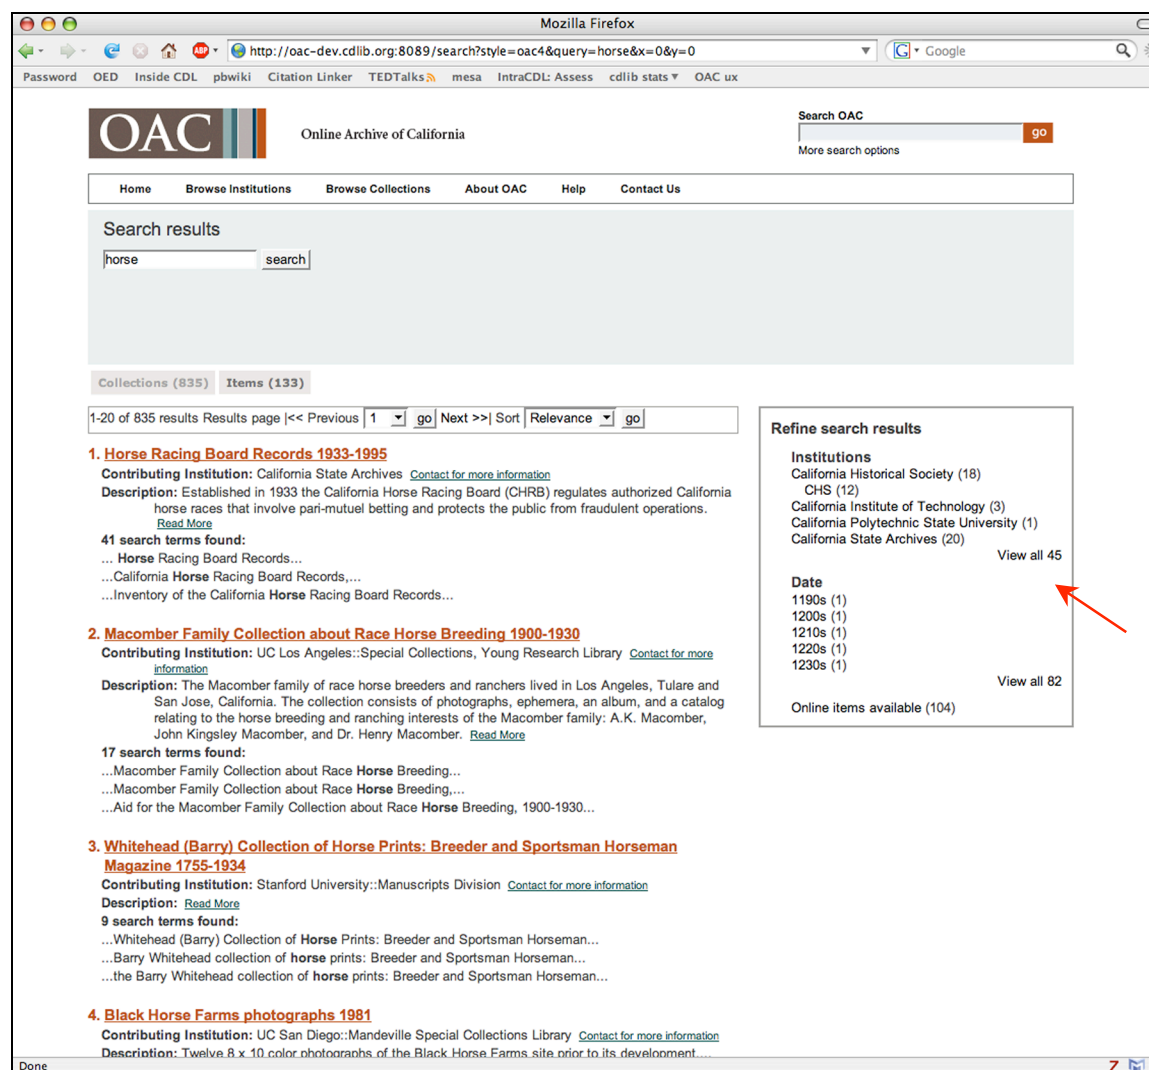 Mozilla Firefox
ABP http://oac-dev.cdlib.org:8089/search?style=oac4&query=horse&x=0&y=0 G Google
Password OED Inside CDL pbwiki Citation Linker TEDTalks mesa IntraCDL: Assess cdlib stats OAC ux
OAC Online Archive of California
Search OAC
go
More search options
Home Browse Institutions Browse Collections About OAC Help Contact Us
Search results
horse search
Collections (835) Items (133)
1-20 of 835 results Results page |<< Previous 1 go Next >>| Sort Relevance go
1. Horse Racing Board Records 1933-1995
Contributing Institution: California State Archives Contact for more information
Description: Established in 1933 the California Horse Racing Board (CHRB) regulates authorized California
horse races that involve pari-mutuel betting and protects the public from fraudulent operations.
Read More
41 search terms found:
... Horse Racing Board Records...
...California Horse Racing Board Records,...
...Inventory of the California Horse Racing Board Records...
2. Macomber Family Collection about Race Horse Breeding 1900-1930
Contributing Institution: UC Los Angeles::Special Collections, Young Research Library Contact for more
information
Description: The Macomber family of race horse breeders and ranchers lived in Los Angeles, Tulare and
San Jose, California. The collection consists of photographs, ephemera, an album, and a catalog
relating to the horse breeding and ranching interests of the Macomber family: A.K. Macomber,
John Kingsley Macomber, and Dr. Henry Macomber. Read More
17 search terms found:
...Macomber Family Collection about Race Horse Breeding...
...Macomber Family Collection about Race Horse Breeding,...
...Aid for the Macomber Family Collection about Race Horse Breeding, 1900-1930...
3. Whitehead (Barry) Collection of Horse Prints: Breeder and Sportsman Horseman
Magazine 1755-1934
Contributing Institution: Stanford University::Manuscripts Division Contact for more information
Description: Read More
9 search terms found:
...Whitehead (Barry) Collection of Horse Prints: Breeder and Sportsman Horseman...
...Barry Whitehead collection of horse prints: Breeder and Sportsman Horseman...
...the Barry Whitehead collection of horse prints: Breeder and Sportsman Horseman...
4. Black Horse Farms photographs 1981
Contributing Institution: UC San Diego::Mandeville Special Collections Library Contact for more information
Description: Twelve 8 x 10 color photographs of the Black Horse Farms site prior to its development....
Refine search results
Institutions
California Historical Society (18)
CHS (12)
California Institute of Technology (3)
California Polytechnic State University (1)
California State Archives (20)
View all 45
Date
1190s (1)
1200s (1)
1210s (1)
1220s (1)
1230s (1)
View all 82
Online items available (104)
Done Z